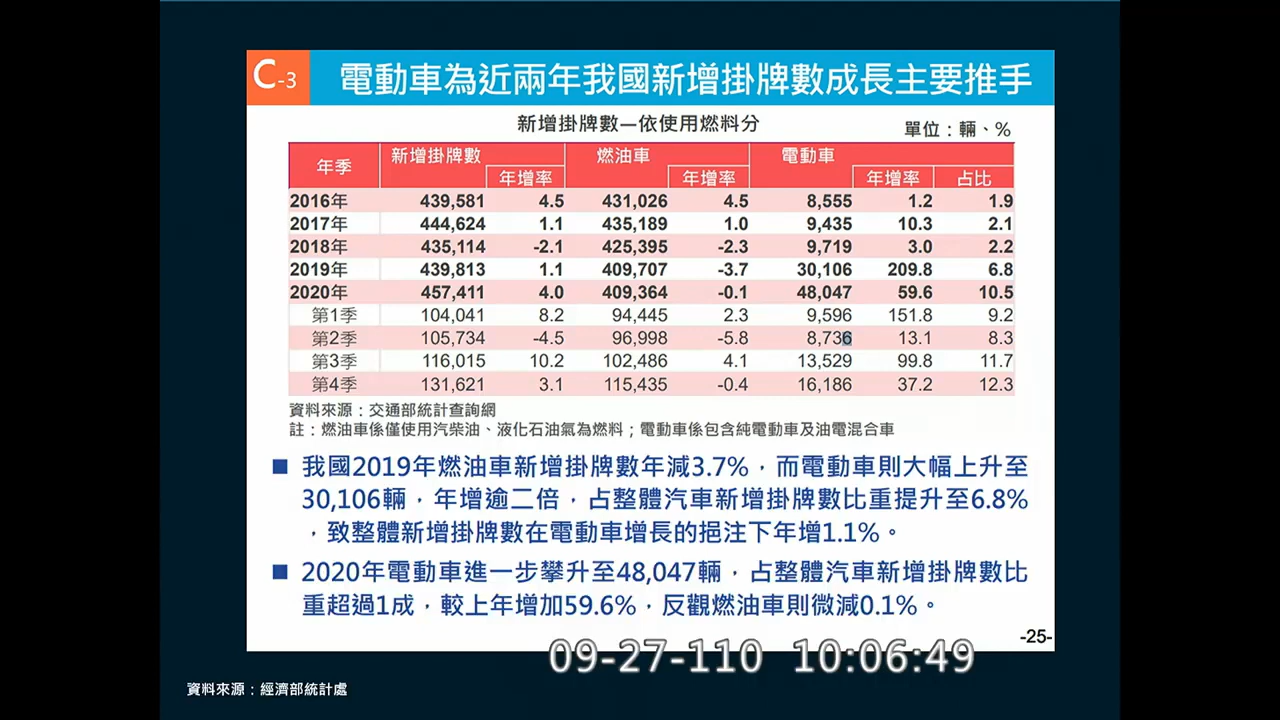 C-3 電動車為近兩年我國新增掛牌數成長主要推手
新增掛牌數—依使用燃料分
單位：輛、%
年季 新增掛牌數 燃油車 電動車
年增率 年增率 年增率 占比
2016年 439,581 4.5 431,026 4.5 8,555 1.2 1.9
2017年 444,624 1.1 435,189 1.0 9,435 10.3 2.1
2018年 435,114 -2.1 425,395 -2.3 9,719 3.0 2.2
2019年 439,813 1.1 409,707 -3.7 30,106 209.8 6.8
2020年 457,411 4.0 409,364 -0.1 48,047 59.6 10.5
第1季 104,041 8.2 94,445 2.3 9,596 151.8 9.2
第2季 105,734 -4.5 96,998 -5.8 8,736 13.1 8.3
第3季 116,015 10.2 102,486 4.1 13,529 99.8 11.7
第4季 131,621 3.1 115,435 -0.4 16,186 37.2 12.3
資料來源：交通部統計查詢網
註：燃油車係僅使用汽柴油、液化石油氣為燃料；電動車係包含純電動車及油電混合車
我國2019年燃油車新增掛牌數年減3.7%，而電動車則大幅上升至
30,106輛，年增逾二倍，占整體汽車新增掛牌數比重提升至6.8%
，致整體新增掛牌數在電動車增長的挹注下年增1.1%。
2020年電動車進一步攀升至48,047輛，占整體汽車新增掛牌數比
重超過1成，較上年增加59.6%，反觀燃油車則微減0.1%。
-25-
09-27-110 10:06:49
資料來源：經濟部統計處